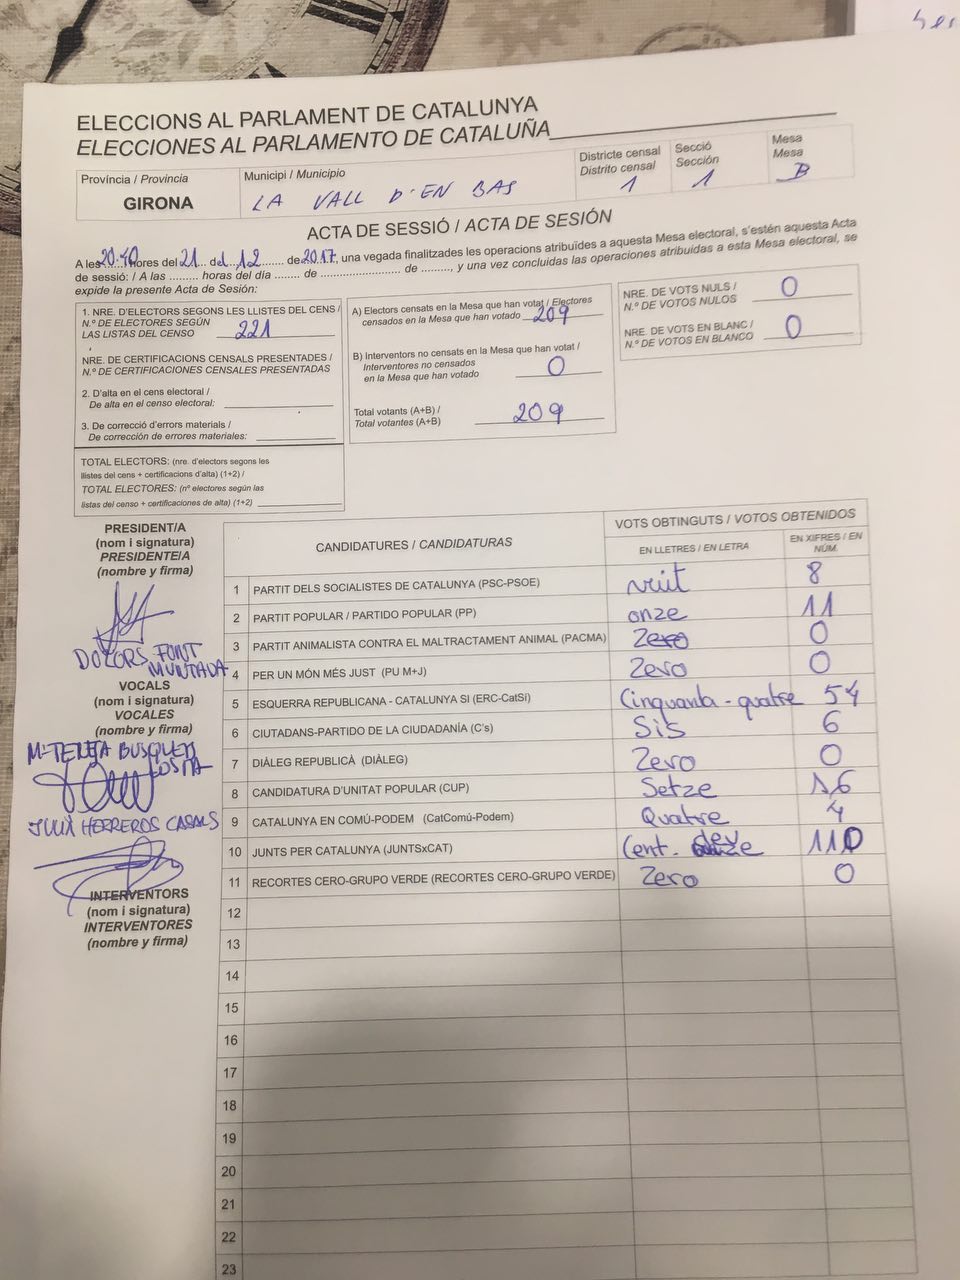 ELECCIONS AL PARLAMENT DE CATALUNYA
ELECCIONES AL PARLAMENTO DE CATALUÑA
Província / Provincia
GIRONA
Municipi / Municipio
LA VALL D'EN BAS
Districte censal
Distrito censal
1
Secció
Sección
1
Mesa
Mesa
B
ACTA DE SESSIÓ / ACTA DE SESIÓN
A les 20.40 hores del 21 del 12 de 2017, una vegada finalitzades les operacions atribuïdes a aquesta Mesa electoral, s'estén aquesta Acta
de sessió: / A las ......... horas del día ........ de ......................... de ........., y una vez concluidas las operaciones atribuidas a esta Mesa electoral, se
expide la presente Acta de Sesión:
1. NRE. D'ELECTORS SEGONS LES LLISTES DEL CENS /
N.º DE ELECTORES SEGÚN
LAS LISTAS DEL CENSO 221
NRE. DE CERTIFICACIONS CENSALS PRESENTADES /
N.º DE CERTIFICACIONES CENSALES PRESENTADAS
2. D'alta en el cens electoral /
De alta en el censo electoral:
3. De correcció d'errors materials /
De corrección de errores materiales:
TOTAL ELECTORS: (nre. d'electors segons les
llistes del cens + certificacions d'alta) (1+2) /
TOTAL ELECTORES: (nº electores según las
listas del censo + certificaciones de alta) (1+2)
A) Electors censats en la Mesa que han votat / Electores
censados en la Mesa que han votado 209
B) Interventors no censats en la Mesa que han votat /
Interventores no censados
en la Mesa que han votado 0
Total votants (A+B) /
Total votantes (A+B) 209
NRE. DE VOTS NULS /
N.º DE VOTOS NULOS 0
NRE. DE VOTS EN BLANC /
N.º DE VOTOS EN BLANCO 0
PRESIDENT/A
(nom i signatura)
PRESIDENTE/A
(nombre y firma)
DOLORS FONT
MUNTADA
VOCALS
(nom i signatura)
VOCALES
(nombre y firma)
Mª TERESA BUSQUETS
COSTA
JULIÀ HERREROS CASALS
INTERVENTORS
(nom i signatura)
INTERVENTORES
(nombre y firma)
CANDIDATURES / CANDIDATURAS
VOTS OBTINGUTS / VOTOS OBTENIDOS
EN LLETRES / EN LETRA
EN XIFRES / EN
NÚM.
1 PARTIT DELS SOCIALISTES DE CATALUNYA (PSC-PSOE) vuit 8
2 PARTIT POPULAR / PARTIDO POPULAR (PP) onze 11
3 PARTIT ANIMALISTA CONTRA EL MALTRACTAMENT ANIMAL (PACMA) Zero 0
4 PER UN MÓN MÉS JUST (PU M+J) Zero 0
5 ESQUERRA REPUBLICANA - CATALUNYA SI (ERC-CatSí) Cinquanta - quatre 54
6 CIUTADANS-PARTIDO DE LA CIUDADANÍA (C's) Sis 6
7 DIÀLEG REPUBLICÀ (DIÀLEG) Zero 0
8 CANDIDATURA D'UNITAT POPULAR (CUP) Setze 16
9 CATALUNYA EN COMÚ-PODEM (CatComú-Podem) Quatre 4
10 JUNTS PER CATALUNYA (JUNTSxCAT) Cent - deu 110
11 RECORTES CERO-GRUPO VERDE (RECORTES CERO-GRUPO VERDE) Zero 0
12
13
14
15
16
17
18
19
20
21
22
23